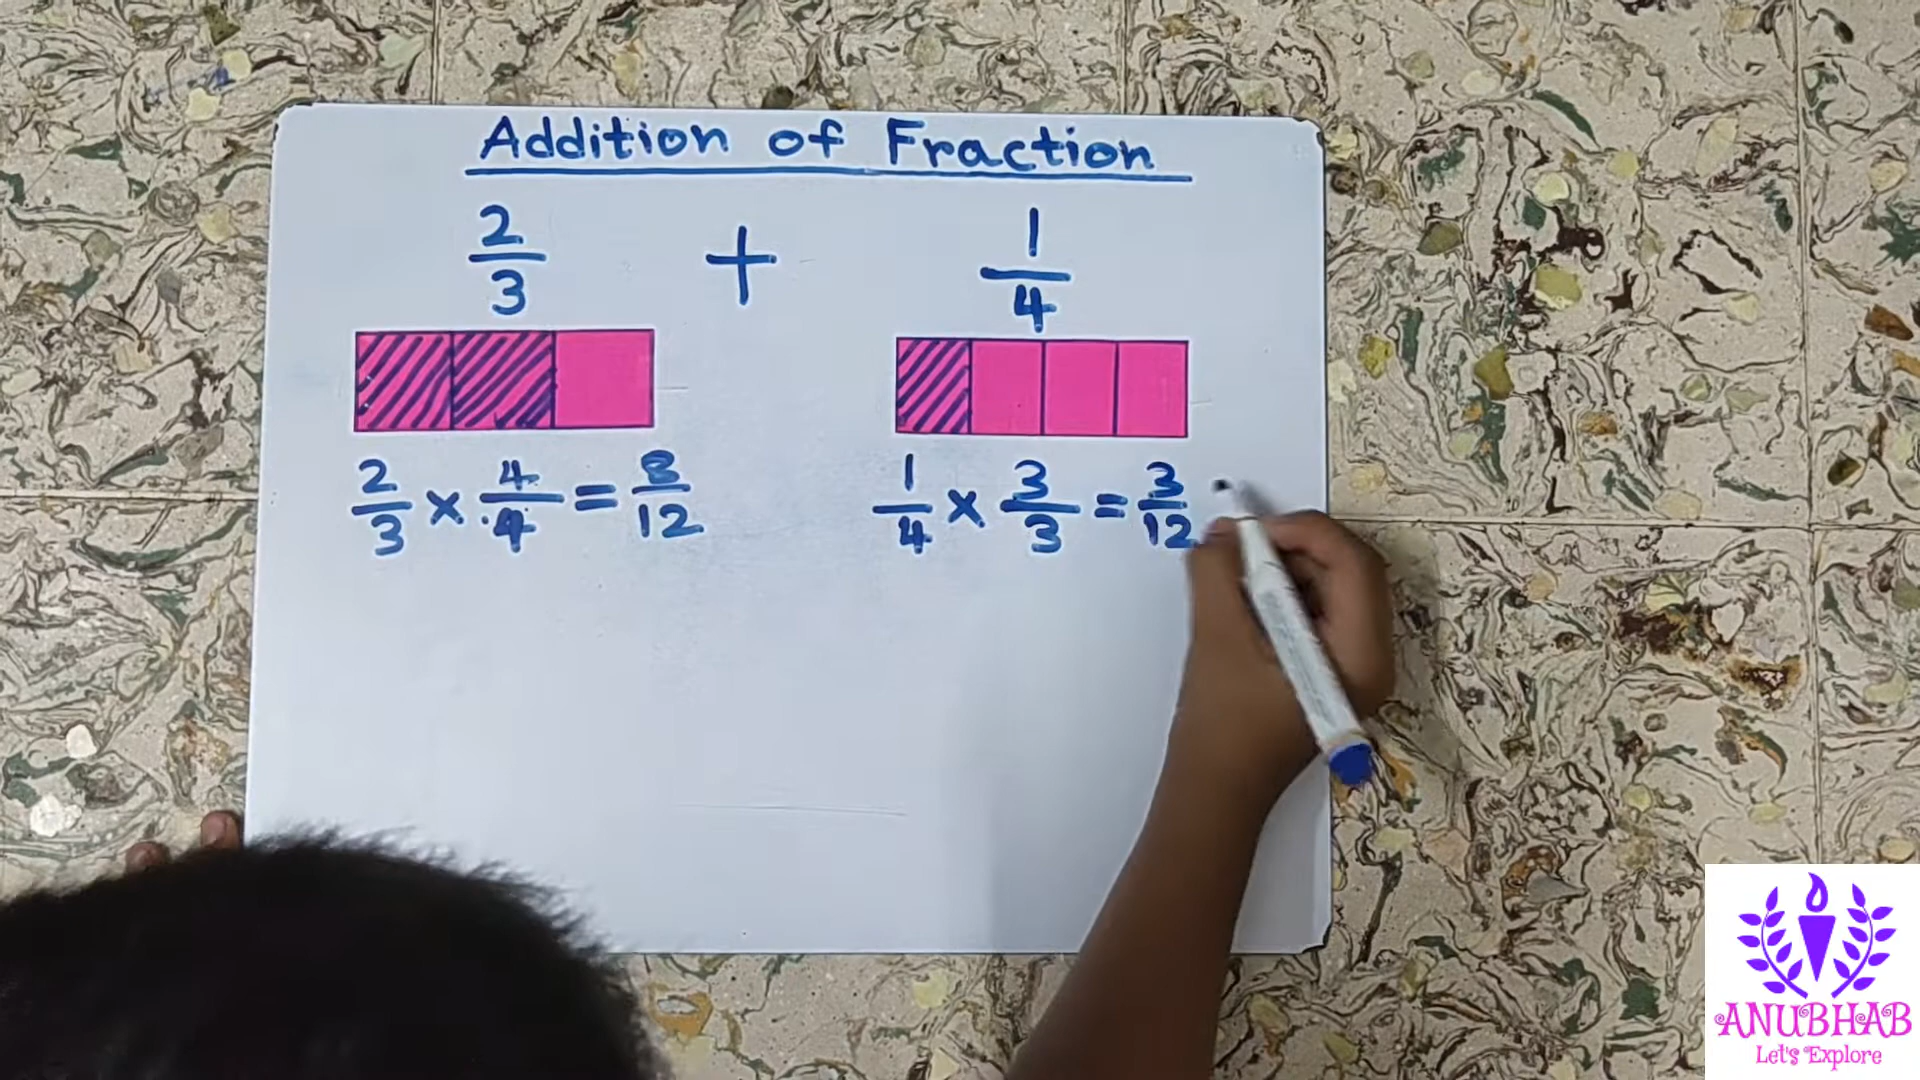 Addition of Fraction
2/3 + 1/4
2/3 × 4/4 = 8/12
1/4 × 3/3 = 3/12
ANUBHAB
Let's Explore